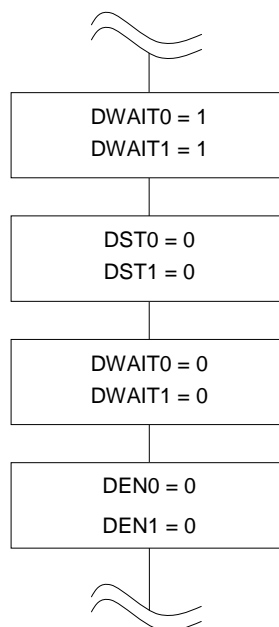 DWAIT0 = 1
DWAIT1 = 1
DST0 = 0
DST1 = 0
DWAIT0 = 0
DWAIT1 = 0
DEN0 = 0
DEN1 = 0